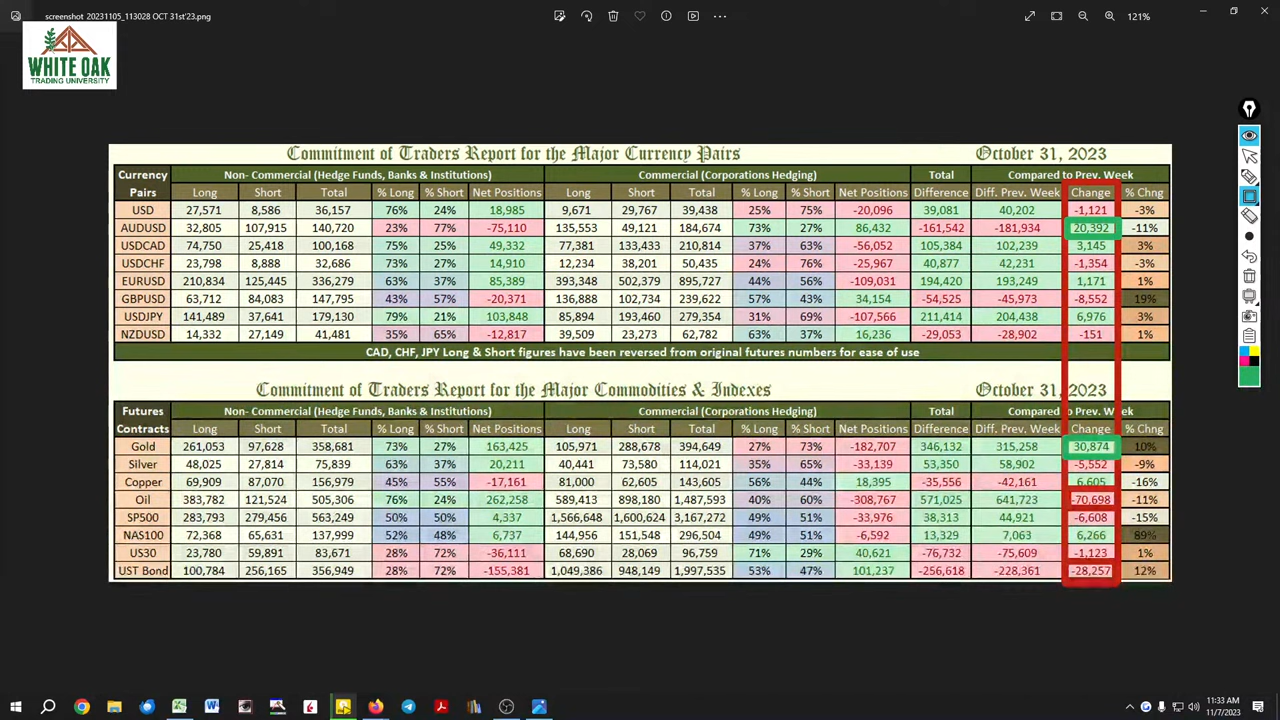 screenshot 20231105_113028 OCT 31st'23.png
121%
WHITE OAK
TRADING UNIVERSITY
Commitment of Traders Report for the Major Currency Pairs October 31, 2023
Currency Non- Commercial (Hedge Funds, Banks & Institutions) Commercial (Corporations Hedging) Total Compared to Prev. Week
Pairs Long Short Total % Long % Short Net Positions Long Short Total % Long % Short Net Positions Difference Diff. Prev. Week Change % Chng
USD 27,571 8,586 36,157 76% 24% 18,985 9,671 29,767 39,438 25% 75% -20,096 39,081 40,202 -1,121 -3%
AUDUSD 32,805 107,915 140,720 23% 77% -75,110 135,553 49,121 184,674 73% 27% 86,432 -161,542 -181,934 20,392 -11%
USDCAD 74,750 25,418 100,168 75% 25% 49,332 77,381 133,433 210,814 37% 63% -56,052 105,384 102,239 3,145 3%
USDCHF 23,798 8,888 32,686 73% 27% 14,910 12,234 38,201 50,435 24% 76% -25,967 40,877 42,231 -1,354 -3%
EURUSD 210,834 125,445 336,279 63% 37% 85,389 393,348 502,379 895,727 44% 56% -109,031 194,420 193,249 1,171 1%
GBPUSD 63,712 84,083 147,795 43% 57% -20,371 136,888 102,734 239,622 57% 43% 34,154 -54,525 -45,973 -8,552 19%
USDJPY 141,489 37,641 179,130 79% 21% 103,848 85,894 193,460 279,354 31% 69% -107,566 211,414 204,438 6,976 3%
NZDUSD 14,332 27,149 41,481 35% 65% -12,817 39,509 23,273 62,782 63% 37% 16,236 -29,053 -28,902 -151 1%
CAD, CHF, JPY Long & Short figures have been reversed from original futures numbers for ease of use
Commitment of Traders Report for the Major Commodities & Indexes October 31, 2023
Futures Non- Commercial (Hedge Funds, Banks & Institutions) Commercial (Corporations Hedging) Total Compared to Prev. Week
Contracts Long Short Total % Long % Short Net Positions Long Short Total % Long % Short Net Positions Difference Diff. Prev. Week Change % Chng
Gold 261,053 97,628 358,681 73% 27% 163,425 105,971 288,678 394,649 27% 73% -182,707 346,132 315,258 30,874 10%
Silver 48,025 27,814 75,839 63% 37% 20,211 40,441 73,580 114,021 35% 65% -33,139 53,350 58,902 -5,552 -9%
Copper 69,909 87,070 156,979 45% 55% -17,161 81,000 62,605 143,605 56% 44% 18,395 -35,556 -42,161 6,605 -16%
Oil 383,782 121,524 505,306 76% 24% 262,258 589,413 898,180 1,487,593 40% 60% -308,767 571,025 641,723 -70,698 -11%
SP500 283,793 279,456 563,249 50% 50% 4,337 1,566,648 1,600,624 3,167,272 49% 51% -33,976 38,313 44,921 -6,608 -15%
NAS100 72,368 65,631 137,999 52% 48% 6,737 144,956 151,548 296,504 49% 51% -6,592 13,329 7,063 6,266 89%
US30 23,780 59,891 83,671 28% 72% -36,111 68,690 28,069 96,759 71% 29% 40,621 -76,732 -75,609 -1,123 1%
UST Bond 100,784 256,165 356,949 28% 72% -155,381 1,049,386 948,149 1,997,535 53% 47% 101,237 -256,618 -228,361 -28,257 12%
11:33 AM
11/7/2023